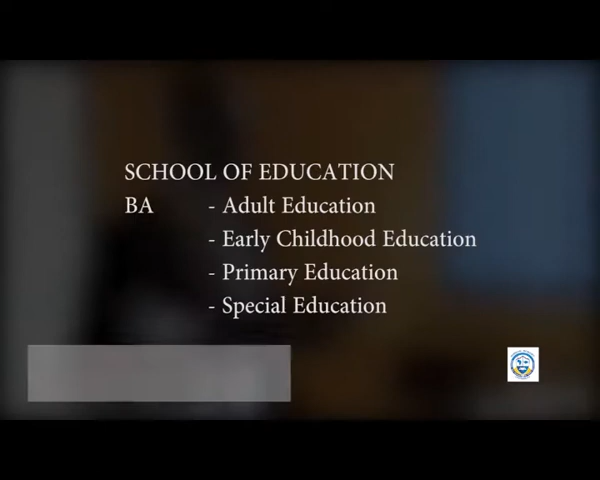 SCHOOL OF EDUCATION
BA - Adult Education
- Early Childhood Education
- Primary Education
- Special Education